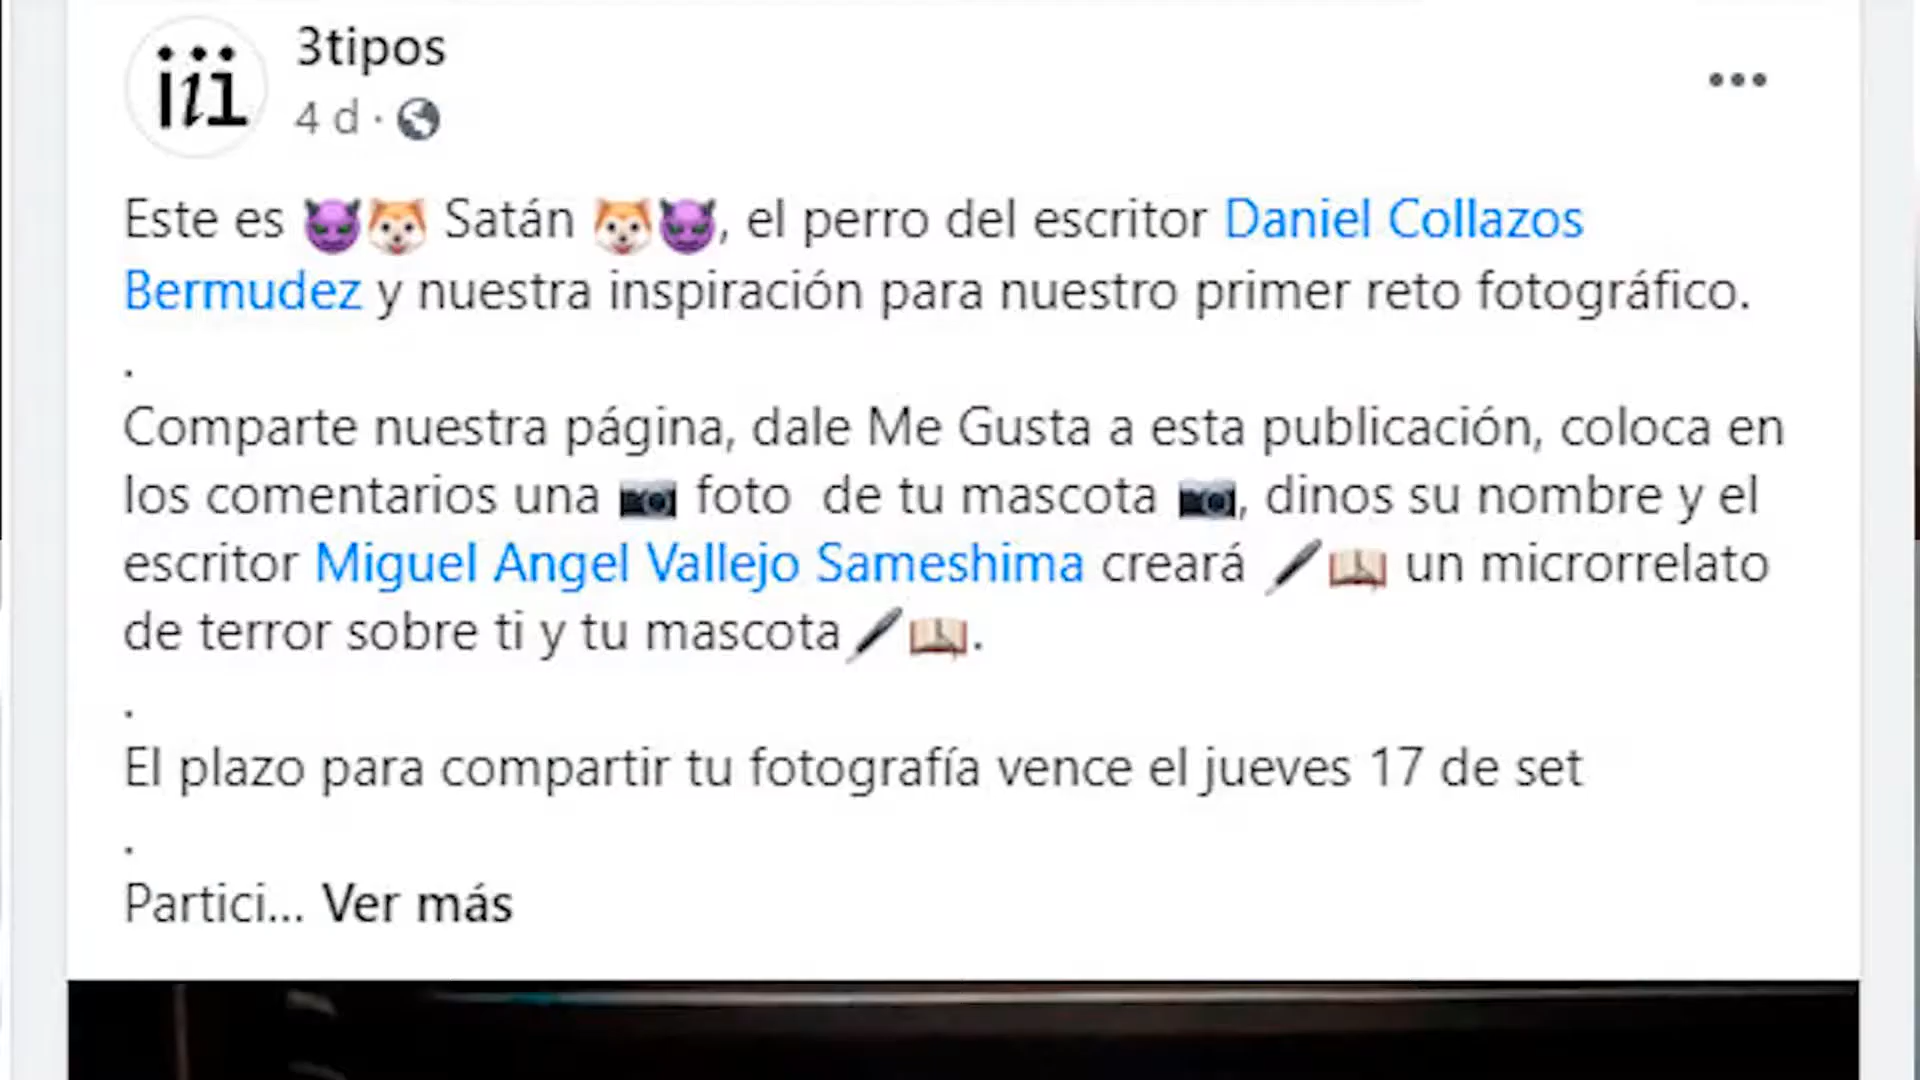 iii
3tipos
4 d ·
Este es 😈🐶 Satán 🐶😈, el perro del escritor Daniel Collazos
Bermudez y nuestra inspiración para nuestro primer reto fotográfico.
.
Comparte nuestra página, dale Me Gusta a esta publicación, coloca en
los comentarios una 📷 foto de tu mascota 📷, dinos su nombre y el
escritor Miguel Angel Vallejo Sameshima creará 🖋📖 un microrrelato
de terror sobre ti y tu mascota🖋📖.
.
El plazo para compartir tu fotografía vence el jueves 17 de set
.
Partici... Ver más